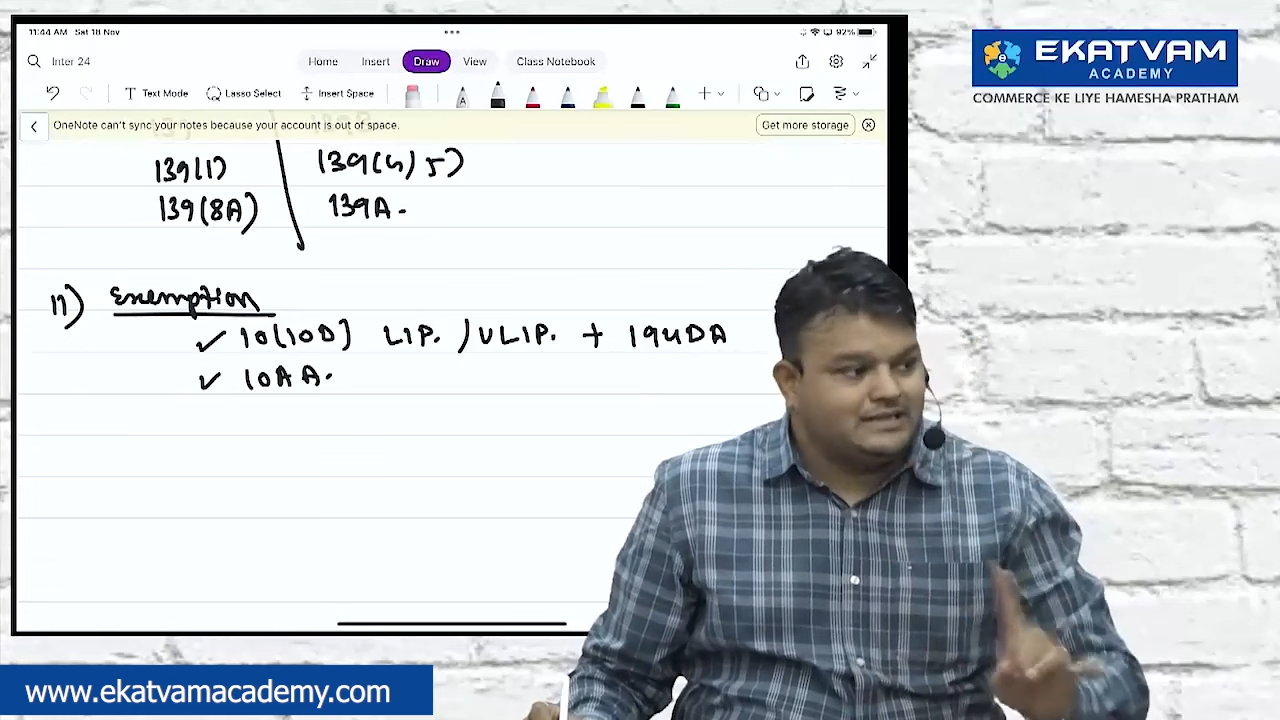 11:44 AM Sat 18 Nov
92%
Inter 24
Home Insert Draw View Class Notebook
Text Mode Lasso Select Insert Space
OneNote can't sync your notes because your account is out of space.
Get more storage
139(1) 139(4/5)
139(8A) 139A.
11) Exemption
✓ 10(10D) LIP. / ULIP. + 194DA
✓ 10AA.
EKATVAM
ACADEMY
COMMERCE KE LIYE HAMESHA PRATHAM
www.ekatvamacademy.com